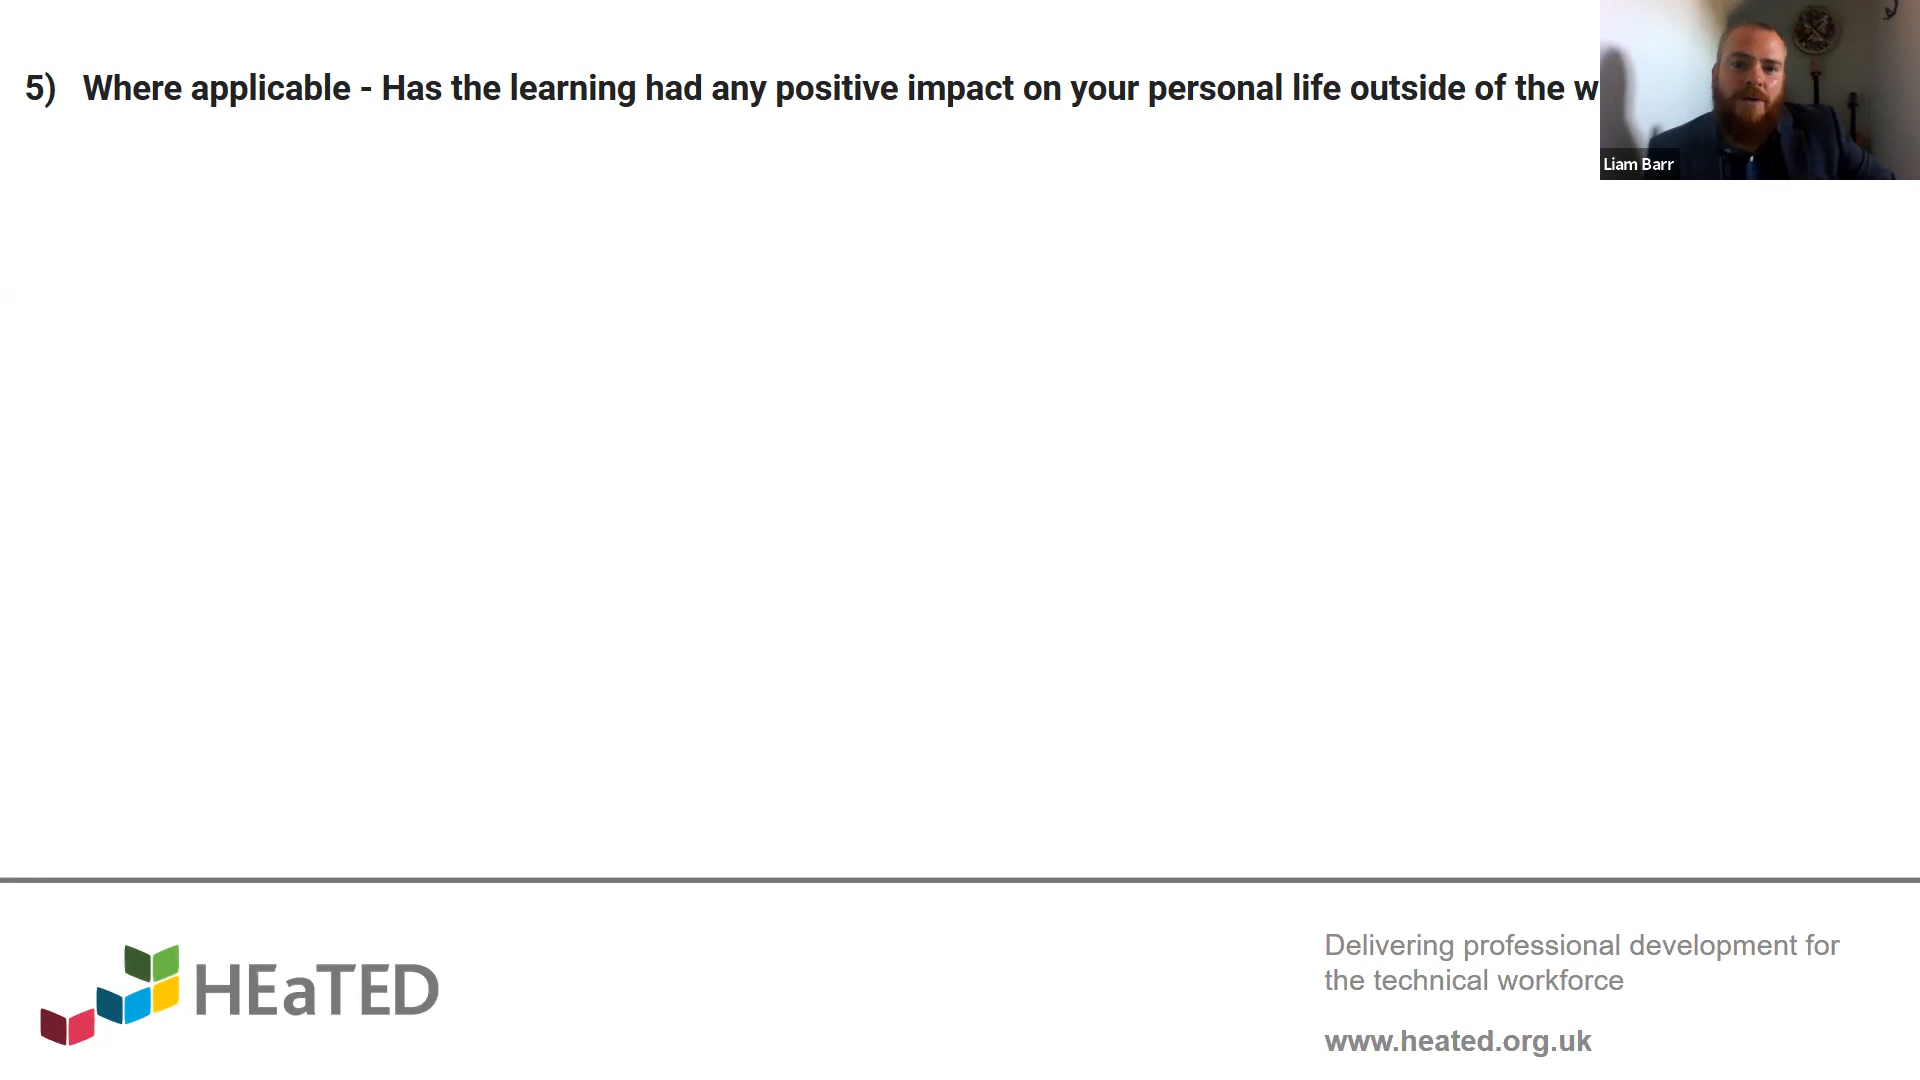 5) Where applicable - Has the learning had any positive impact on your personal life outside of the
Liam Barr
HEaTED
Delivering professional development for
the technical workforce
www.heated.org.uk